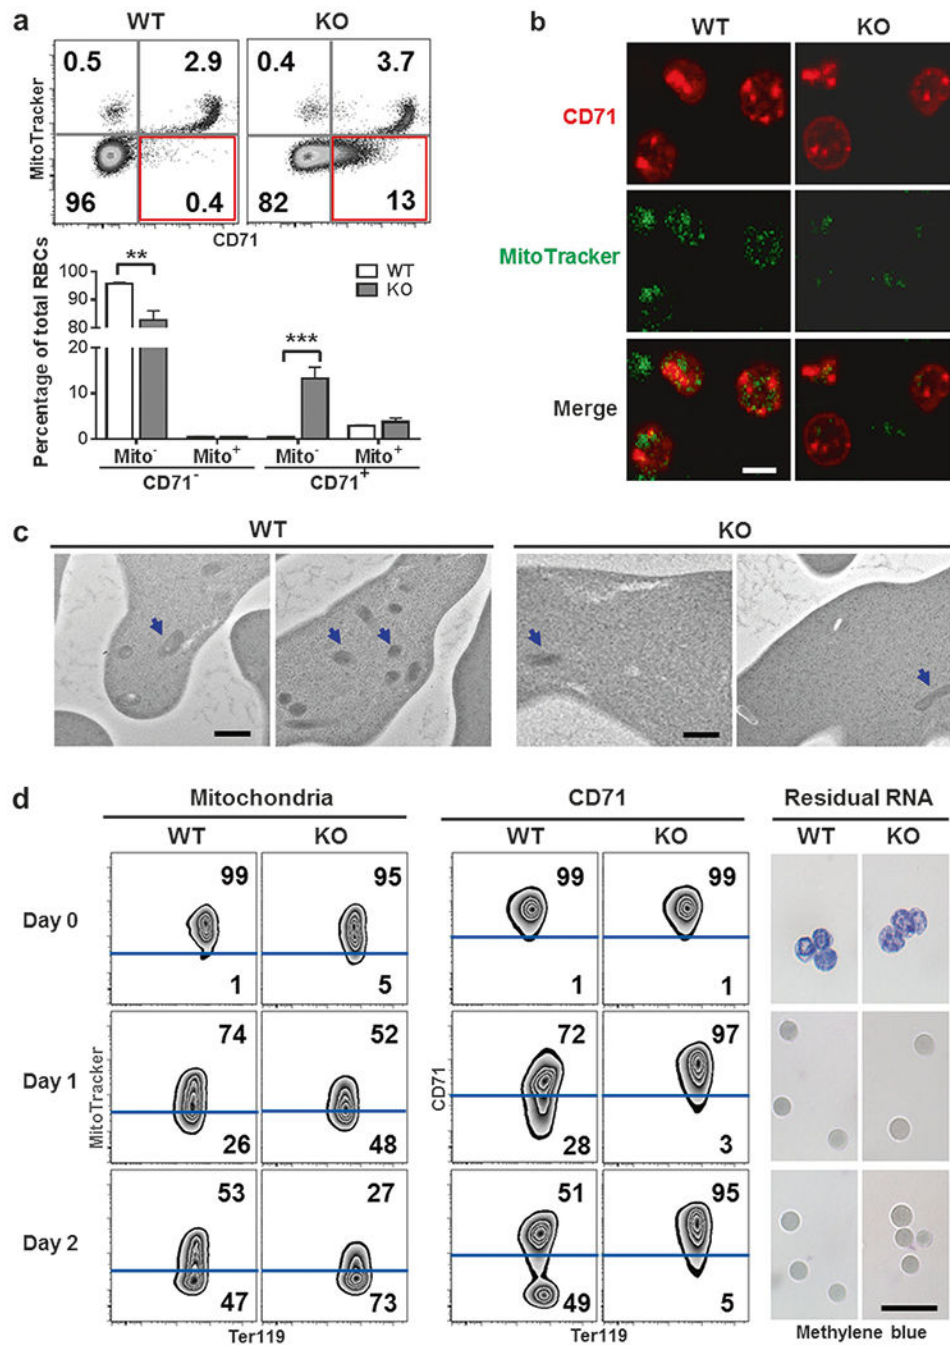 a
WT KO
0.5 2.9 0.4 3.7
96 0.4 82 13
MitoTracker
CD71
Percentage of total RBCs
100
90
80
20
10
0
**
***
WT
KO
Mito⁻ Mito⁺ Mito⁻ Mito⁺
CD71⁻ CD71⁺
b
WT KO
CD71
MitoTracker
Merge
c
WT KO
d
Mitochondria CD71 Residual RNA
WT KO WT KO WT KO
Day 0
99 95 99 99
1 5 1 1
Day 1
74 52 72 97
26 48 28 3
Day 2
53 27 51 95
47 73 49 5
MitoTracker
CD71
Ter119 Ter119 Methylene blue